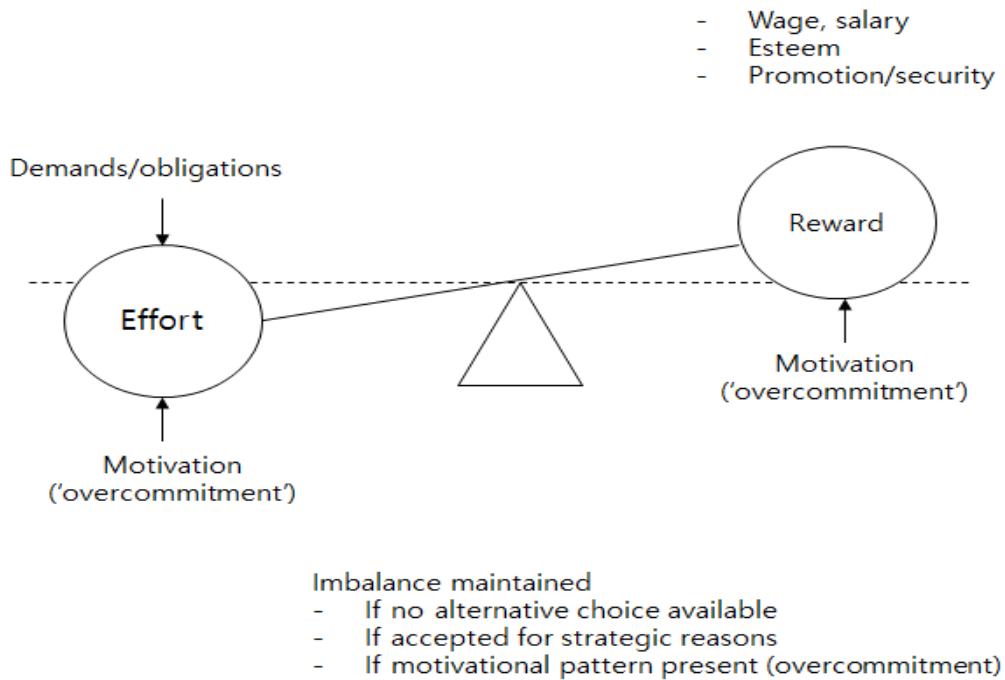 - Wage, salary
- Esteem
- Promotion/security
Demands/obligations
Reward
Effort
Motivation
(‘overcommitment’)
Motivation
(‘overcommitment’)
Imbalance maintained
- If no alternative choice available
- If accepted for strategic reasons
- If motivational pattern present (overcommitment)